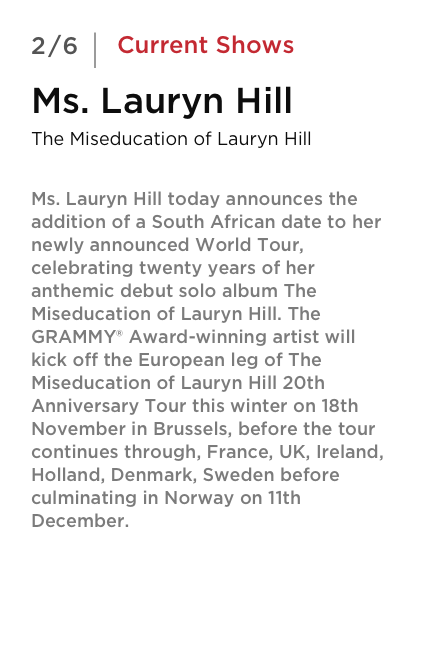 2/6
Current Shows
Ms. Lauryn Hill
The Miseducation of Lauryn Hill
Ms. Lauryn Hill today announces the
addition of a South African date to her
newly announced World Tour,
celebrating twenty years of her
anthemic debut solo album The
Miseducation of Lauryn Hill. The
GRAMMY® Award-winning artist will
kick off the European leg of The
Miseducation of Lauryn Hill 20th
Anniversary Tour this winter on 18th
November in Brussels, before the tour
continues through, France, UK, Ireland,
Holland, Denmark, Sweden before
culminating in Norway on 11th
December.